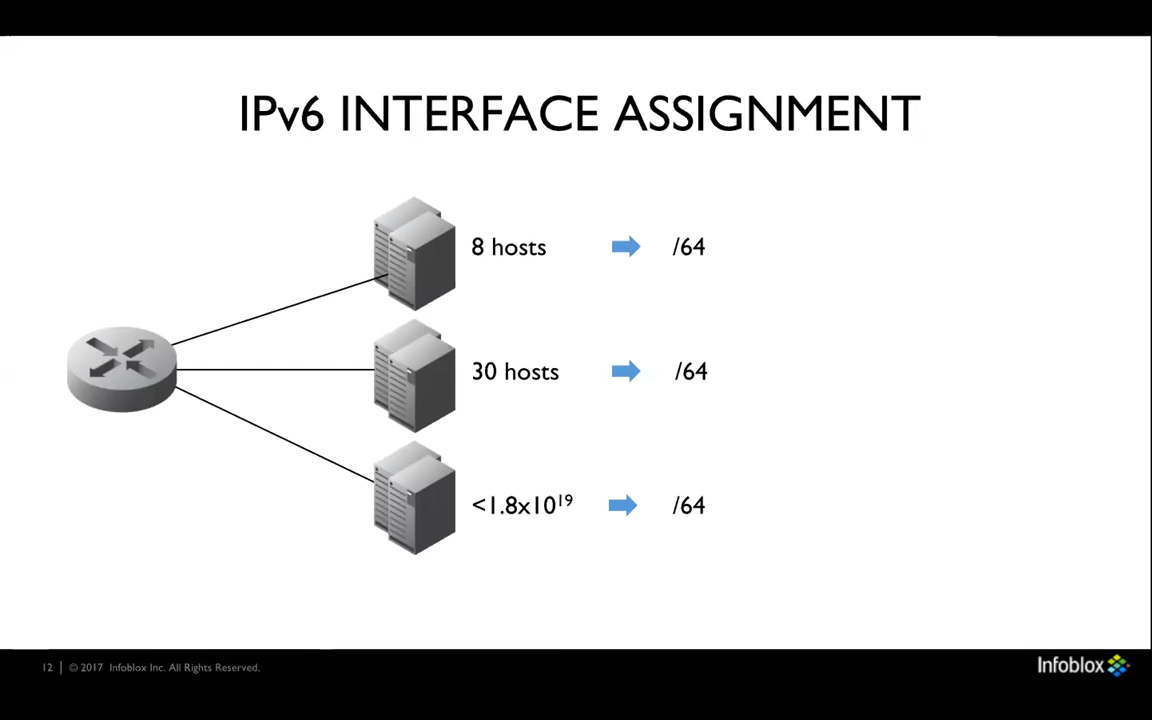 IPv6 INTERFACE ASSIGNMENT
8 hosts /64
30 hosts /64
<1.8x10¹⁹ /64
12 | © 2017 Infoblox Inc. All Rights Reserved.
Infoblox